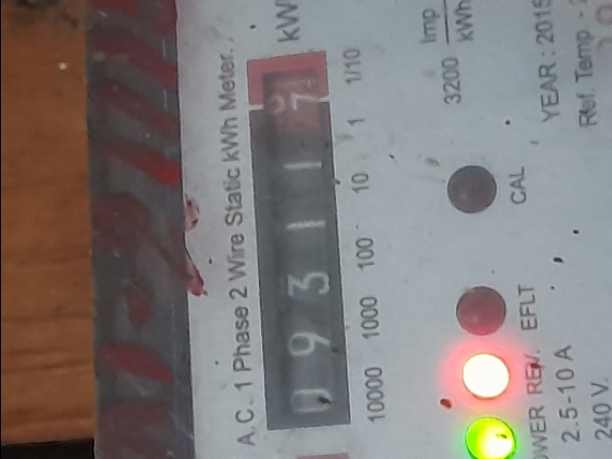 A.C. 1 Phase 2 Wire Static kWh Meter.
0 9 3 1 1 7 kWh
10000 1000 100 10 1 1/10
3200 Imp
kWh
REV. EFLT CAL
2.5-10 A YEAR : 2015
240 V. Ref. Temp. -